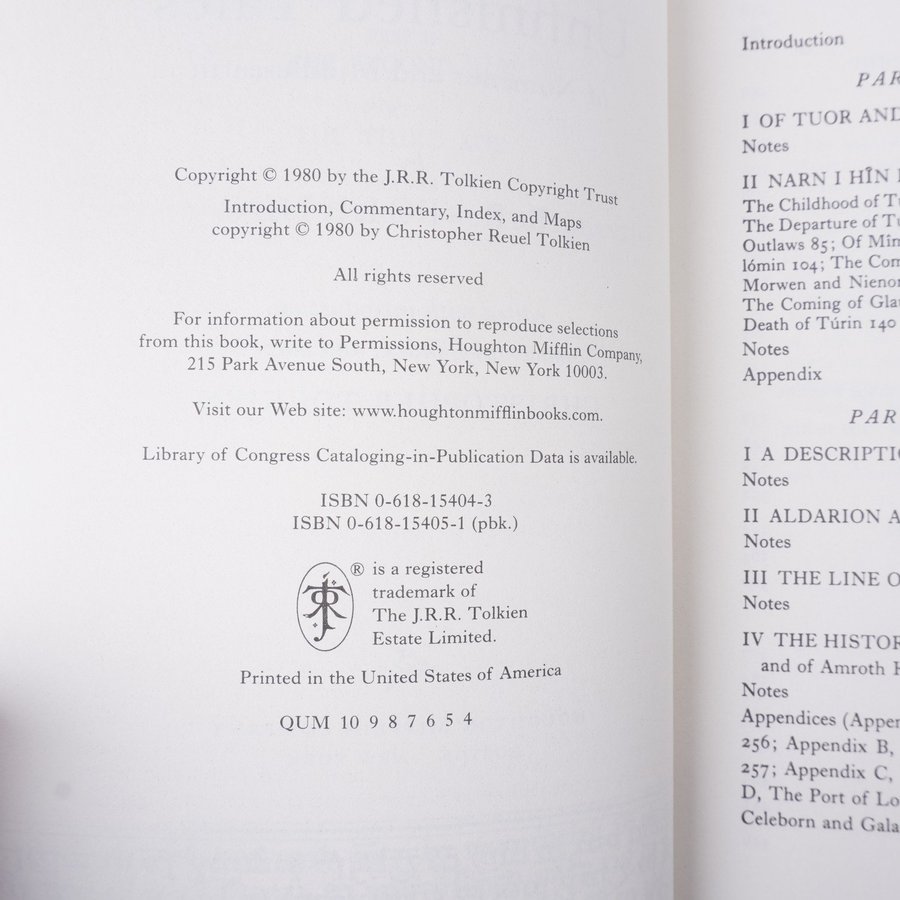 Copyright © 1980 by the J.R.R. Tolkien Copyright Trust
Introduction, Commentary, Index, and Maps
copyright © 1980 by Christopher Reuel Tolkien
All rights reserved
For information about permission to reproduce selections
from this book, write to Permissions, Houghton Mifflin Company,
215 Park Avenue South, New York, New York 10003.
Visit our Web site: www.houghtonmifflinbooks.com.
Library of Congress Cataloging-in-Publication Data is available.
ISBN 0-618-15404-3
ISBN 0-618-15405-1 (pbk.)
® is a registered
trademark of
The J.R.R. Tolkien
Estate Limited.
Printed in the United States of America
QUM 10 9 8 7 6 5 4
Introduction
PAR
I OF TUOR AND
Notes
II NARN I HÎN
The Childhood of T
The Departure of T
Outlaws 85; Of Mîm
lómin 104; The Com
Morwen and Nienor
The Coming of Gla
Death of Túrin 140
Notes
Appendix
PAR
I A DESCRIPTI
Notes
II ALDARION A
Notes
III THE LINE O
Notes
IV THE HISTOR
and of Amroth
Notes
Appendices (Appen
256; Appendix B,
257; Appendix C,
D, The Port of Lo
Celeborn and Gala